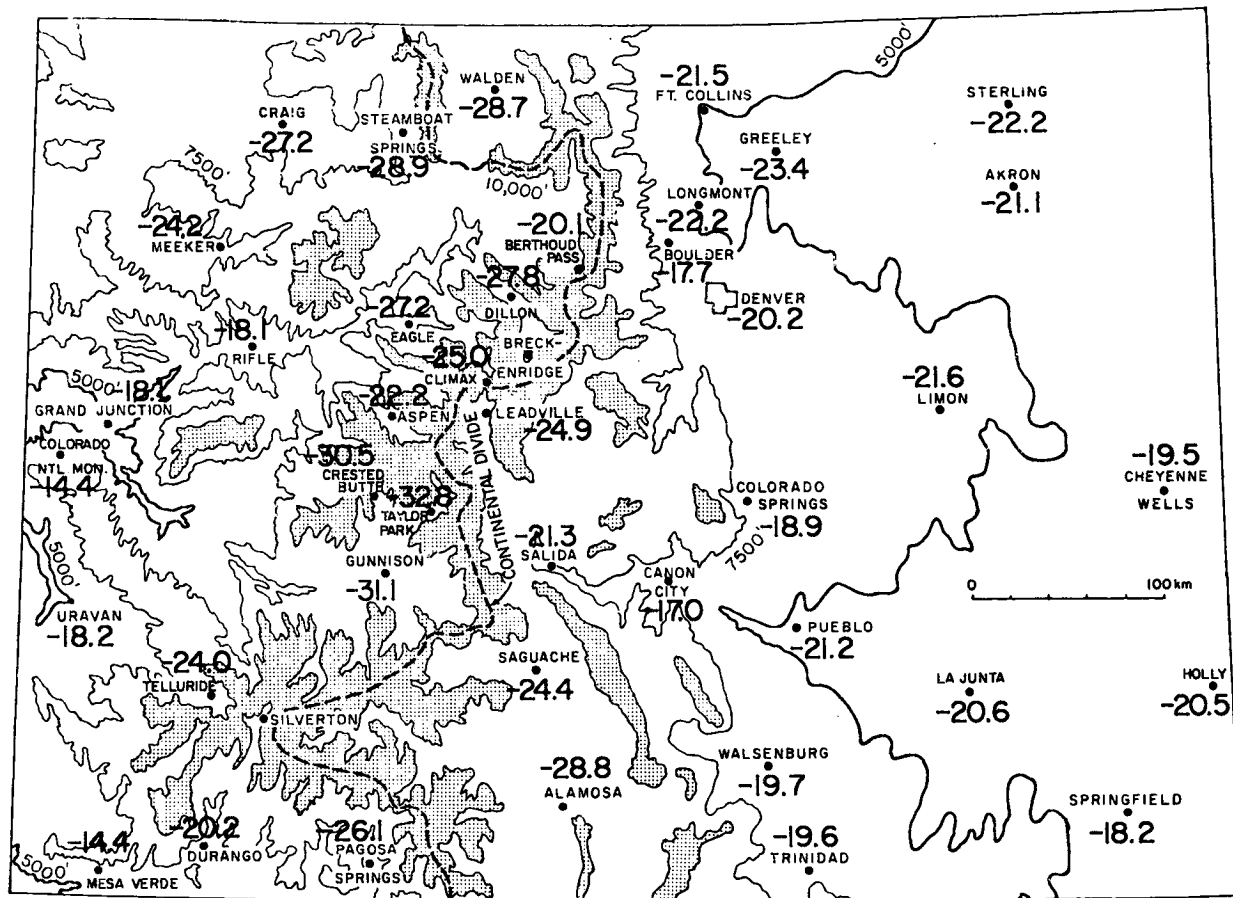 5000'
WALDEN
-28.7
-21.5
FT. COLLINS
STERLING
-22.2
CRAIG
-27.2
STEAMBOAT
SPRINGS
-28.9
GREELEY
-23.4
7500'
10,000'
AKRON
-21.1
LONGMONT
-22.2
-24.2
MEEKER
-20.1
BERTHOUD
PASS
BOULDER
-17.7
-27.8
DILLON
DENVER
-20.2
-27.2
EAGLE
-18.1
RIFLE
BRECK-
ENRIDGE
-25.0
CLIMAX
5000'
GRAND JUNCTION
-22.2
ASPEN
LEADVILLE
-24.9
-21.6
LIMON
COLORADO
NTL MON.
-14.4
-30.5
CRESTED
BUTTE
-32.8
TAYLOR
PARK
CONTINENTAL DIVIDE
COLORADO
SPRINGS
-18.9
-19.5
CHEYENNE
WELLS
5000'
GUNNISON
-31.1
-21.3
SALIDA
7500'
CANON
CITY
-17.0
0
100 km
URAVAN
-18.2
PUEBLO
-21.2
-24.0
TELLURIDE
SAGUACHE
-24.4
LA JUNTA
-20.6
HOLLY
-20.5
SILVERTON
WALSENBURG
-19.7
-28.8
ALAMOSA
SPRINGFIELD
-18.2
-14.4
MESA VERDE
5000'
-20.2
DURANGO
-26.1
PAGOSA
SPRINGS
-19.6
TRINIDAD